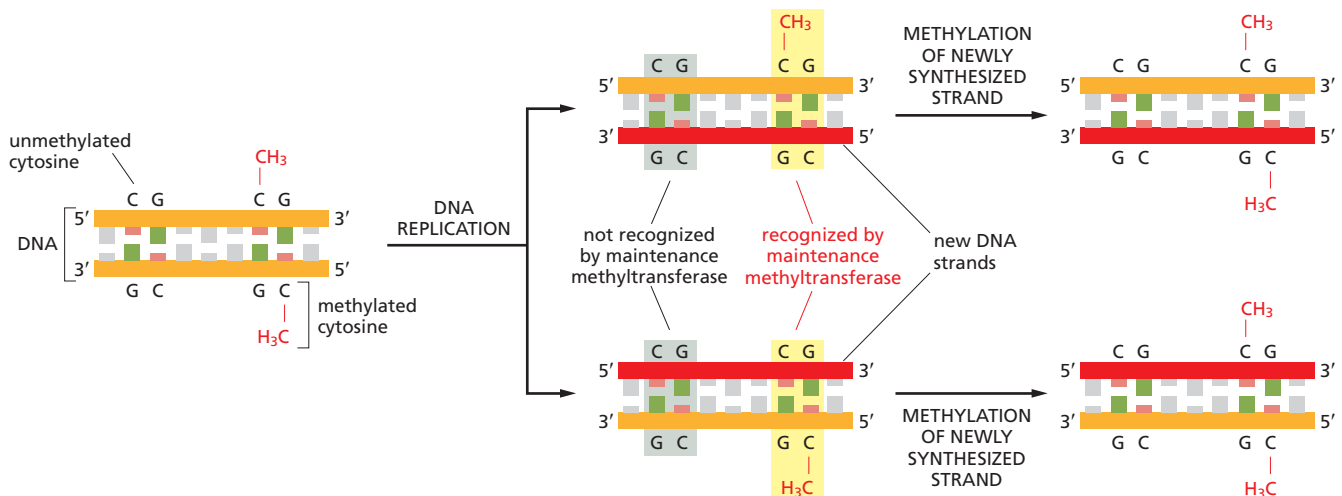 unmethylated
cytosine
CH₃
C G
C G
5′ 3′
DNA
3′ 5′
G C
G C
H₃C
methylated
cytosine
DNA
REPLICATION
CH₃
C G
C G
5′ 3′
3′ 5′
G C
G C
not recognized
by maintenance
methyltransferase
recognized by
maintenance
methyltransferase
new DNA
strands
C G
C G
5′ 3′
3′ 5′
G C
G C
H₃C
METHYLATION
OF NEWLY
SYNTHESIZED
STRAND
CH₃
C G
C G
5′ 3′
3′ 5′
G C
G C
H₃C
METHYLATION
OF NEWLY
SYNTHESIZED
STRAND
CH₃
C G
C G
5′ 3′
3′ 5′
G C
G C
H₃C